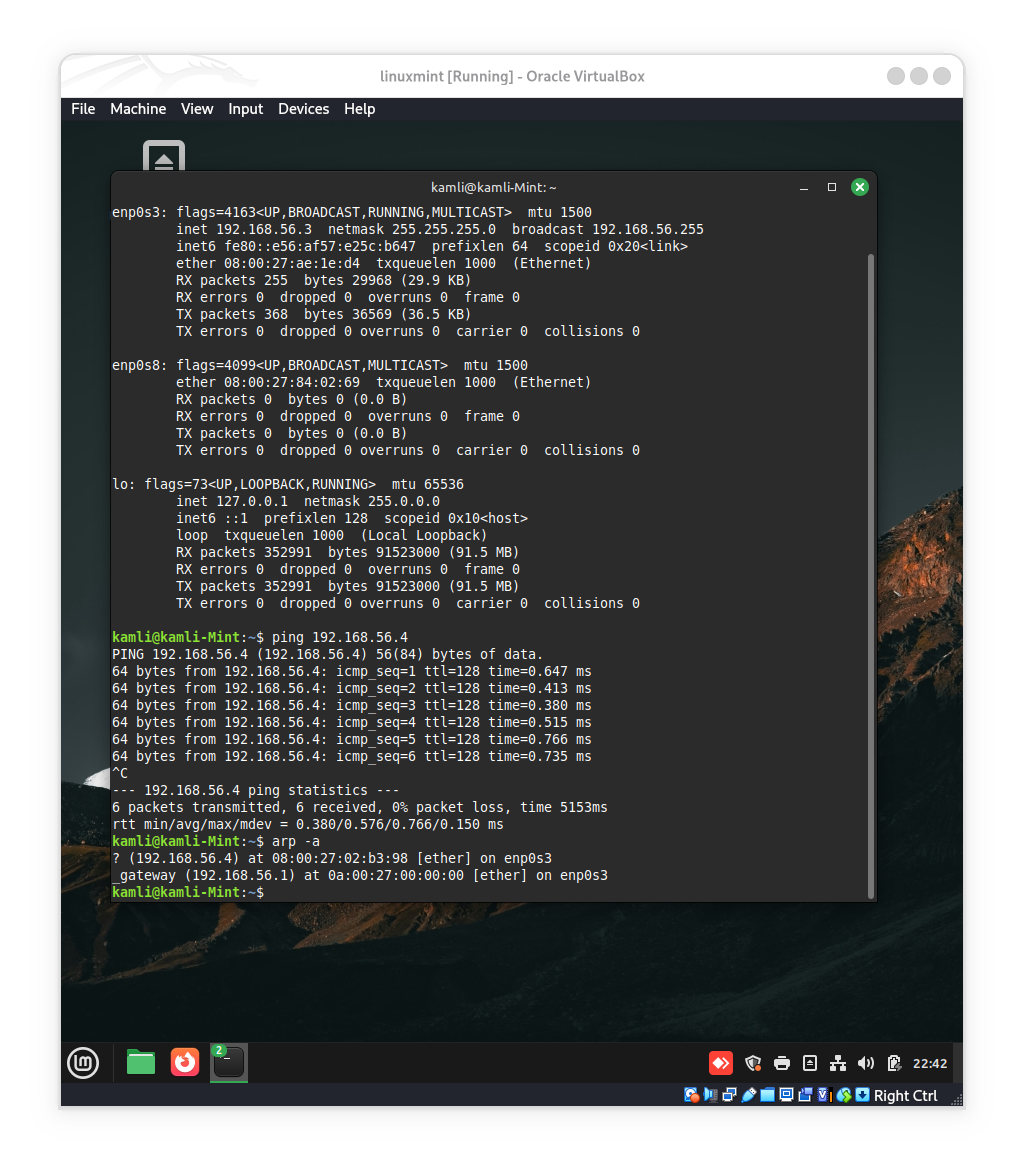 linuxmint [Running] - Oracle VirtualBox
File Machine View Input Devices Help
kamli@kamli-Mint: ~
enp0s3: flags=4163<UP,BROADCAST,RUNNING,MULTICAST>  mtu 1500
        inet 192.168.56.3  netmask 255.255.255.0  broadcast 192.168.56.255
        inet6 fe80::e56:af57:e25c:b647  prefixlen 64  scopeid 0x20<link>
        ether 08:00:27:ae:1e:d4  txqueuelen 1000  (Ethernet)
        RX packets 255  bytes 29968 (29.9 KB)
        RX errors 0  dropped 0  overruns 0  frame 0
        TX packets 368  bytes 36569 (36.5 KB)
        TX errors 0  dropped 0 overruns 0  carrier 0  collisions 0

enp0s8: flags=4099<UP,BROADCAST,MULTICAST>  mtu 1500
        ether 08:00:27:84:02:69  txqueuelen 1000  (Ethernet)
        RX packets 0  bytes 0 (0.0 B)
        RX errors 0  dropped 0  overruns 0  frame 0
        TX packets 0  bytes 0 (0.0 B)
        TX errors 0  dropped 0 overruns 0  carrier 0  collisions 0

lo: flags=73<UP,LOOPBACK,RUNNING>  mtu 65536
        inet 127.0.0.1  netmask 255.0.0.0
        inet6 ::1  prefixlen 128  scopeid 0x10<host>
        loop  txqueuelen 1000  (Local Loopback)
        RX packets 352991  bytes 91523000 (91.5 MB)
        RX errors 0  dropped 0  overruns 0  frame 0
        TX packets 352991  bytes 91523000 (91.5 MB)
        TX errors 0  dropped 0 overruns 0  carrier 0  collisions 0

kamli@kamli-Mint:~$ ping 192.168.56.4
PING 192.168.56.4 (192.168.56.4) 56(84) bytes of data.
64 bytes from 192.168.56.4: icmp_seq=1 ttl=128 time=0.647 ms
64 bytes from 192.168.56.4: icmp_seq=2 ttl=128 time=0.413 ms
64 bytes from 192.168.56.4: icmp_seq=3 ttl=128 time=0.380 ms
64 bytes from 192.168.56.4: icmp_seq=4 ttl=128 time=0.515 ms
64 bytes from 192.168.56.4: icmp_seq=5 ttl=128 time=0.766 ms
64 bytes from 192.168.56.4: icmp_seq=6 ttl=128 time=0.735 ms
^C
--- 192.168.56.4 ping statistics ---
6 packets transmitted, 6 received, 0% packet loss, time 5153ms
rtt min/avg/max/mdev = 0.380/0.576/0.766/0.150 ms
kamli@kamli-Mint:~$ arp -a
? (192.168.56.4) at 08:00:27:02:b3:98 [ether] on enp0s3
_gateway (192.168.56.1) at 0a:00:27:00:00:00 [ether] on enp0s3
kamli@kamli-Mint:~$
2
22:42
Right Ctrl